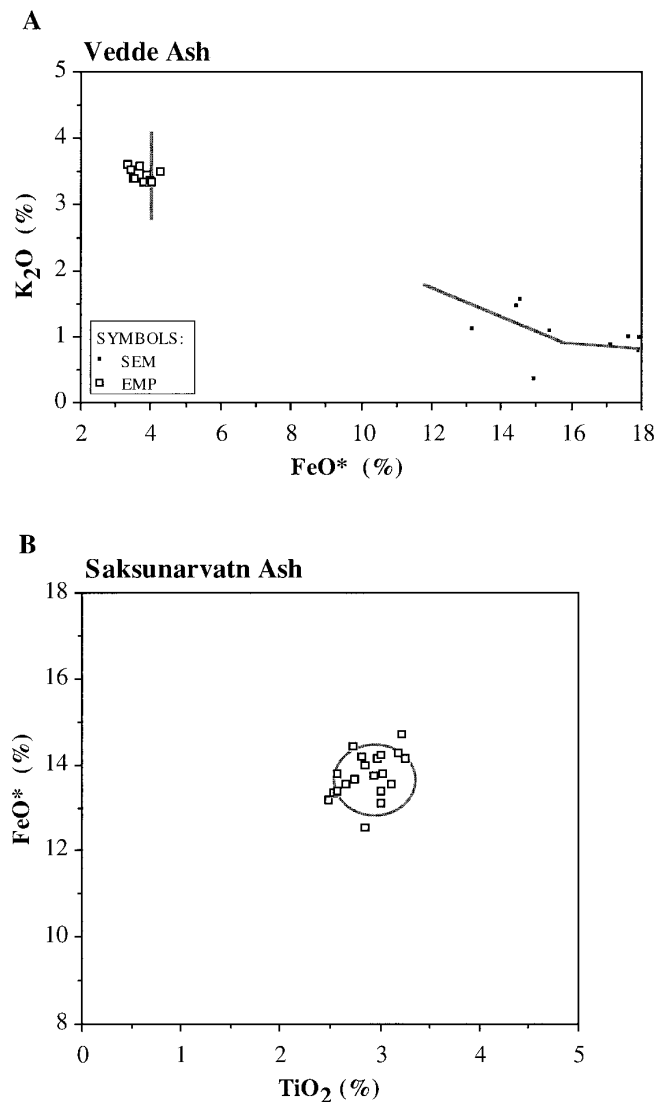 A
Vedde Ash
5
4
3
2
1
0
K₂O (%)
SYMBOLS:
SEM
EMP
2 4 6 8 10 12 14 16 18
FeO* (%)
B
Saksunarvatn Ash
18
16
14
12
10
8
FeO* (%)
0 1 2 3 4 5
TiO₂ (%)